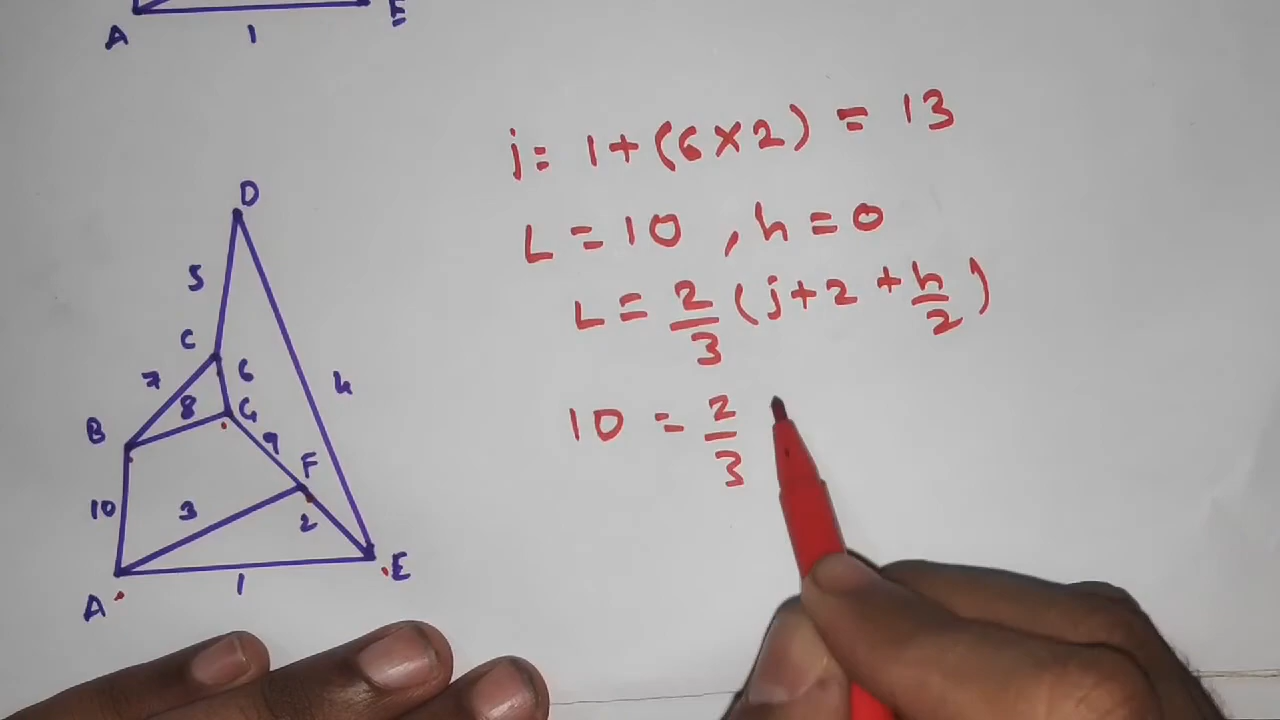 A 1 E
j = 1 + (6 × 2) = 13
L = 10 , h = 0
L = 2/3 (j + 2 + h/2)
10 = 2/3
D
5
C
7 6 4
8 G
B 9
F
10 3 2
A 1 E